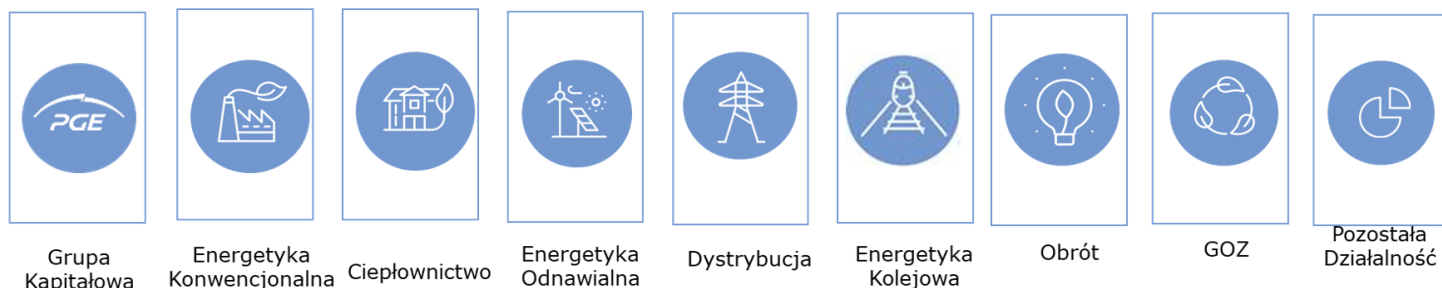 PGE
Grupa
Kapitałowa
Energetyka
Konwencjonalna
Ciepłownictwo
Energetyka
Odnawialna
Dystrybucja
Energetyka
Kolejowa
Obrót
GOZ
Pozostała
Działalność